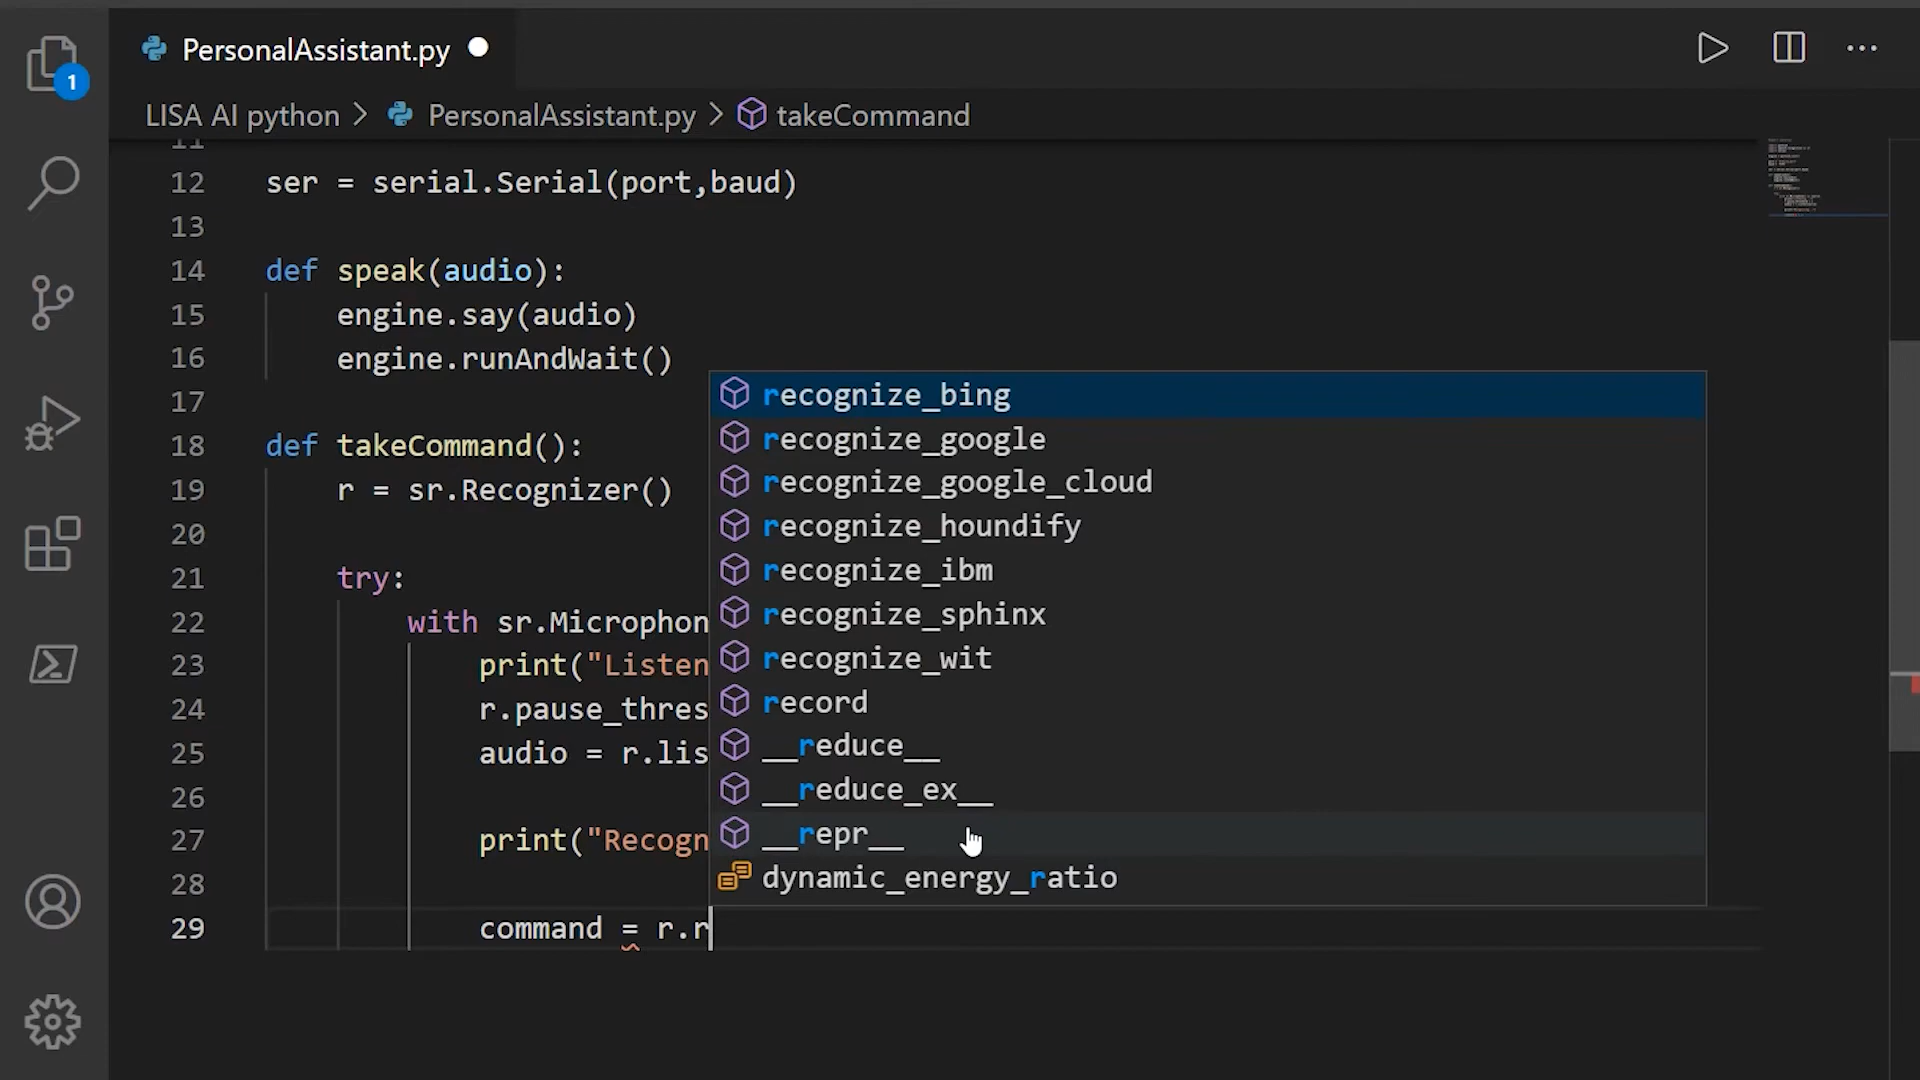 PersonalAssistant.py
1
LISA AI python > PersonalAssistant.py > takeCommand
11
12 ser = serial.Serial(port,baud)
13
14 def speak(audio):
15 engine.say(audio)
16 engine.runAndWait()
17
18 def takeCommand():
19 r = sr.Recognizer()
20
21 try:
22 with sr.Microphon
23 print("Listen
24 r.pause_thres
25 audio = r.lis
26
27 print("Recogn
28
29 command = r.r
recognize_bing
recognize_google
recognize_google_cloud
recognize_houndify
recognize_ibm
recognize_sphinx
recognize_wit
record
__reduce__
__reduce_ex__
__repr__
dynamic_energy_ratio